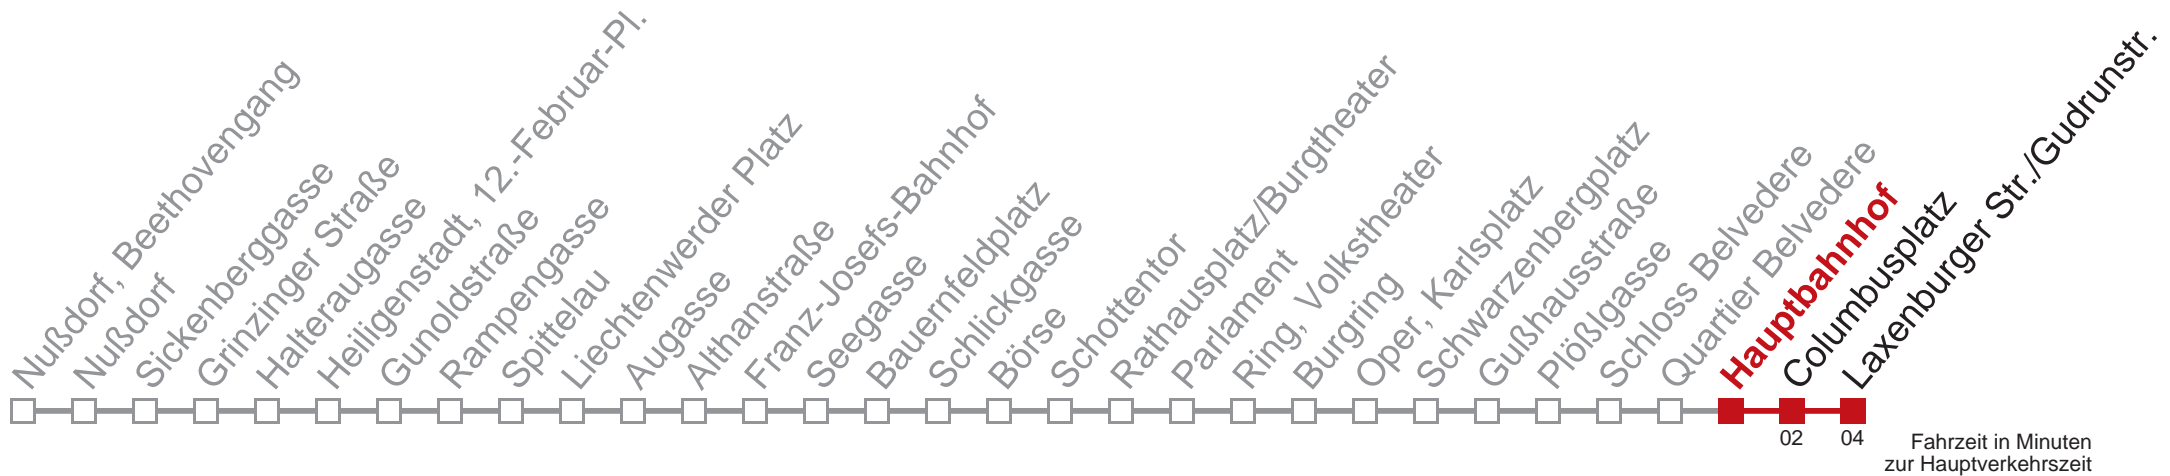 Nußdorf, Beethovengang
Nußdorf
Sickenberggasse
Grinzinger Straße
Halteraugasse
Heiligenstadt, 12.-Februar-Pl.
Gunoldstraße
Rampengasse
Spittelau
Liechtenwerder Platz
Augasse
Althanstraße
Franz-Josefs-Bahnhof
Seegasse
Bauernfeldplatz
Schlickgasse
Börse
Schottentor
Rathausplatz/Burgtheater
Parlament
Ring, Volkstheater
Burgring
Oper, Karlsplatz
Schwarzenbergplatz
Gußhausstraße
Plößlgasse
Schloss Belvedere
Quartier Belvedere
Hauptbahnhof
Columbusplatz
Laxenburger Str./Gudrunstr.
02
04
Fahrzeit in Minuten
zur Hauptverkehrszeit